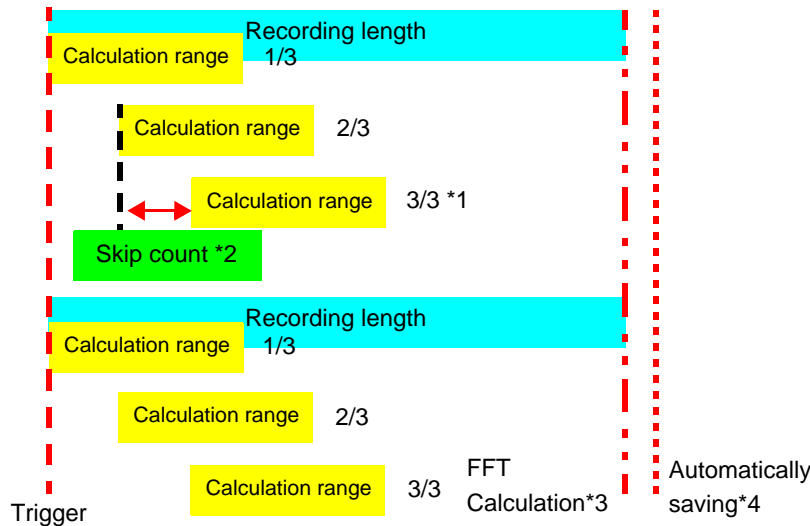 Recording length
Calculation range 1/3
Calculation range 2/3
Calculation range 3/3 *1
Skip count *2
Recording length
Calculation range 1/3
Calculation range 2/3
Calculation range 3/3
FFT
Calculation*3
Automatically
saving*4
Trigger